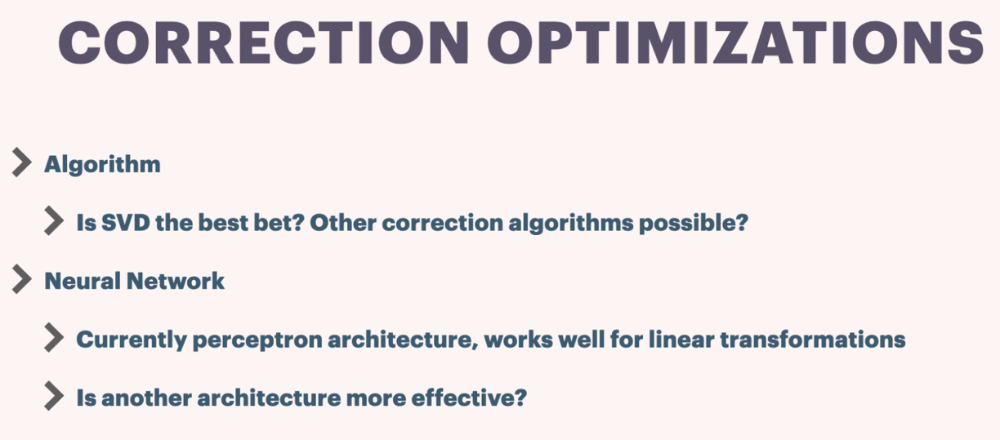 CORRECTION OPTIMIZATIONS
Algorithm
Is SVD the best bet? Other correction algorithms possible?
Neural Network
Currently perceptron architecture, works well for linear transformations
Is another architecture more effective?